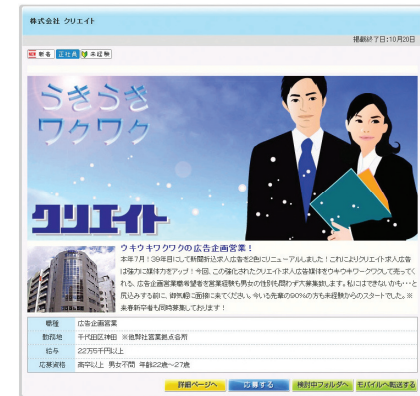 株式会社 クリエイト
掲載終了日:10月20日
新着 正社員 未経験
うきうき
ワクワク
クリエイト
ウキウキワクワクの広告企画営業!
本年7月!39年目にして新聞折込求人広告を2色にリニューアルしました!これによりクリエイト求人広告
は強力に媒体力をアップ!今回、この強化されたクリエイト求人広告媒体をウキウキワークワクして売ってく
れる、広告企画営業職希望者を営業経験も男女の性別も問わず大募集致します。私にはできないかも・・・と
尻込みする前に、御気軽に面接に来てください。今いる先輩の90%の方も未経験からのスタートでした。※
来春新卒者も同時募集しております!
職種 広告企画営業
勤務地 千代田区神田 ※他弊社営業拠点各所
給与 22万5千円以上
応募資格 高卒以上 男女不問 年齢22歳~27歳
詳細ページへ 応募する 検討中フォルダへ モバイルへ転送する